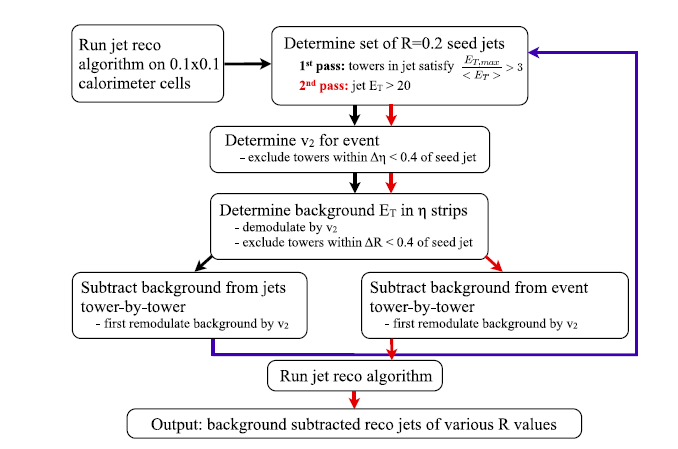 Run jet reco
algorithm on 0.1x0.1
calorimeter cells
Determine set of R=0.2 seed jets
1st pass: towers in jet satisfy E_{T,max} / < E_T > > 3
2nd pass: jet E_T > 20
Determine v₂ for event
- exclude towers within Δη < 0.4 of seed jet
Determine background E_T in η strips
- demodulate by v₂
- exclude towers within ΔR < 0.4 of seed jet
Subtract background from jets
tower-by-tower
- first remodulate background by v₂
Subtract background from event
tower-by-tower
- first remodulate background by v₂
Run jet reco algorithm
Output: background subtracted reco jets of various R values